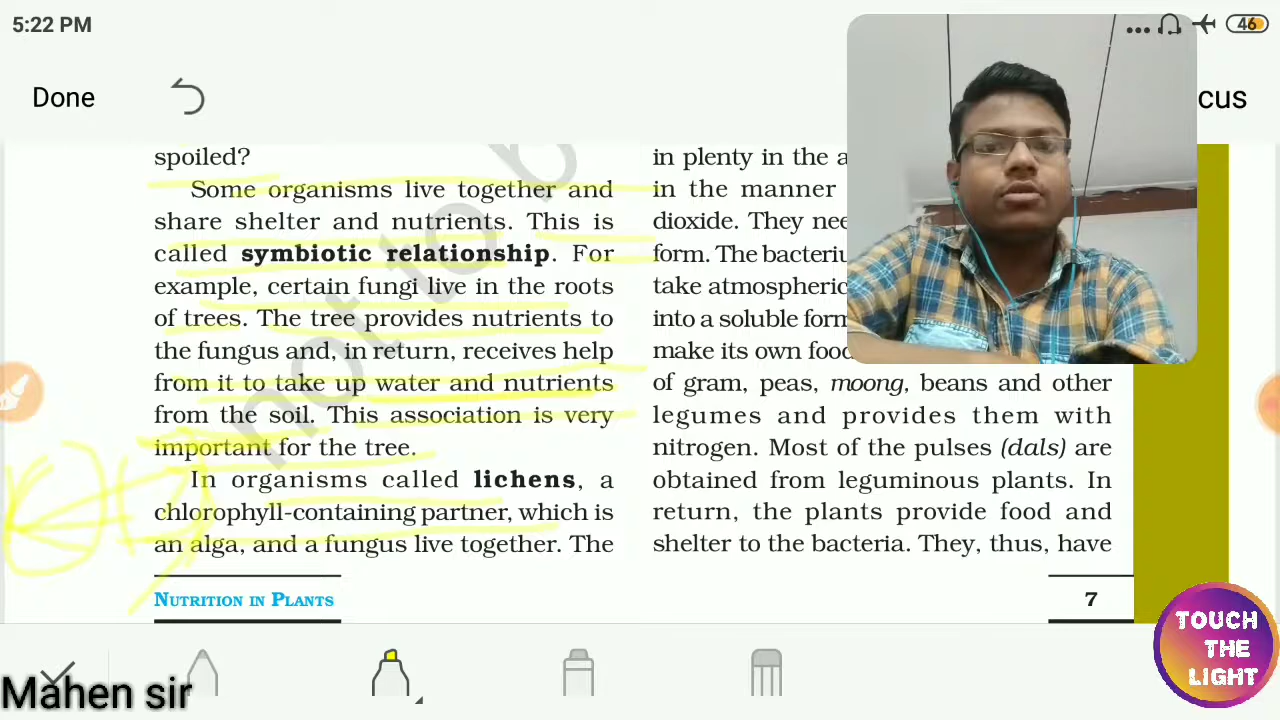 5:22 PM
46
Done
cus
spoiled?
Some organisms live together and
share shelter and nutrients. This is
called symbiotic relationship. For
example, certain fungi live in the roots
of trees. The tree provides nutrients to
the fungus and, in return, receives help
from it to take up water and nutrients
from the soil. This association is very
important for the tree.
In organisms called lichens, a
chlorophyll-containing partner, which is
an alga, and a fungus live together. The
in plenty in the a
in the manner
dioxide. They nee
form. The bacteriu
take atmospheric
into a soluble form
make its own food
of gram, peas, moong, beans and other
legumes and provides them with
nitrogen. Most of the pulses (dals) are
obtained from leguminous plants. In
return, the plants provide food and
shelter to the bacteria. They, thus, have
not to b
NUTRITION IN PLANTS
7
TOUCH
THE
LIGHT
Mahen sir